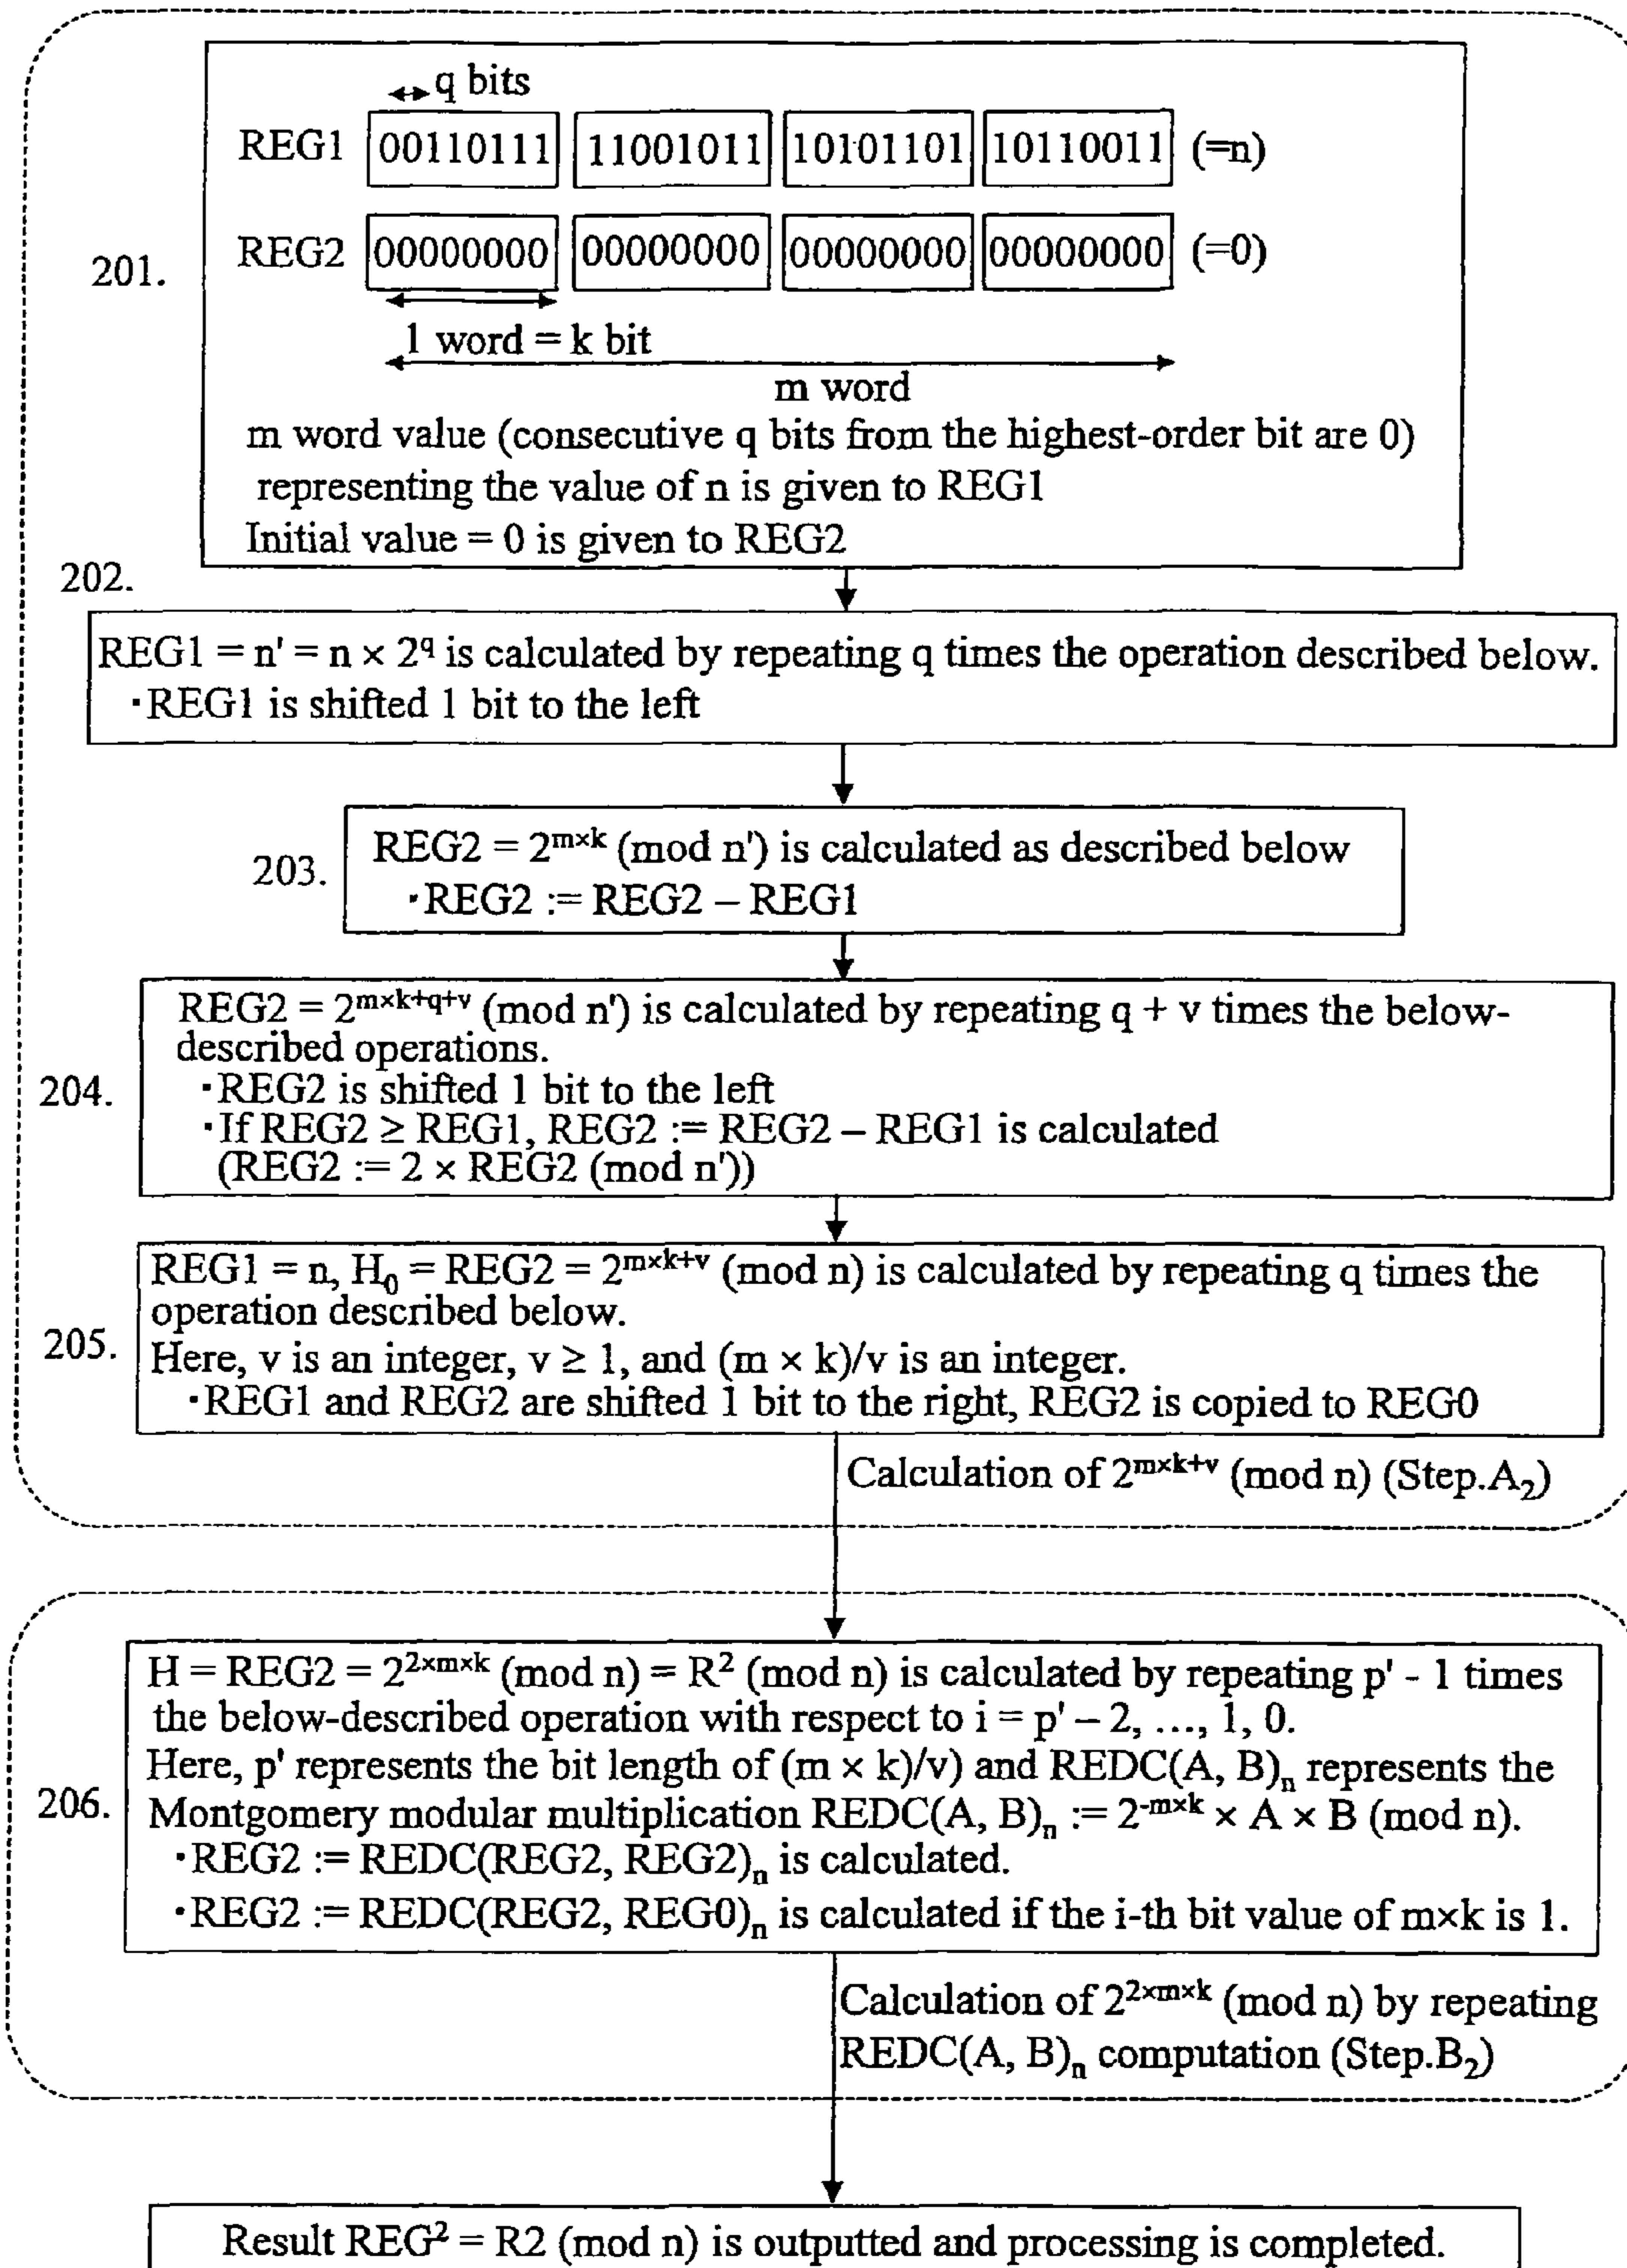 q bits
REG1 00110111 11001011 10101101 10110011 (=n)
REG2 00000000 00000000 00000000 00000000 (=0)
201.
1 word = k bit
m word
m word value (consecutive q bits from the highest-order bit are 0)
representing the value of n is given to REG1
Initial value = 0 is given to REG2
202.
REG1 = n' = n × 2^q is calculated by repeating q times the operation described below.
·REG1 is shifted 1 bit to the left
203.
REG2 = 2^{m×k} (mod n') is calculated as described below
·REG2 := REG2 – REG1
204.
REG2 = 2^{m×k+q+v} (mod n') is calculated by repeating q + v times the below-
described operations.
·REG2 is shifted 1 bit to the left
·If REG2 ≥ REG1, REG2 := REG2 – REG1 is calculated
(REG2 := 2 × REG2 (mod n'))
205.
REG1 = n, H_0 = REG2 = 2^{m×k+v} (mod n) is calculated by repeating q times the
operation described below.
Here, v is an integer, v ≥ 1, and (m × k)/v is an integer.
·REG1 and REG2 are shifted 1 bit to the right, REG2 is copied to REG0
Calculation of 2^{m×k+v} (mod n) (Step.A_2)
206.
H = REG2 = 2^{2×m×k} (mod n) = R^2 (mod n) is calculated by repeating p' - 1 times
the below-described operation with respect to i = p' – 2, ..., 1, 0.
Here, p' represents the bit length of (m × k)/v) and REDC(A, B)_n represents the
Montgomery modular multiplication REDC(A, B)_n := 2^{-m×k} × A × B (mod n).
·REG2 := REDC(REG2, REG2)_n is calculated.
·REG2 := REDC(REG2, REG0)_n is calculated if the i-th bit value of m×k is 1.
Calculation of 2^{2×m×k} (mod n) by repeating
REDC(A, B)_n computation (Step.B_2)
Result REG^2 = R2 (mod n) is outputted and processing is completed.